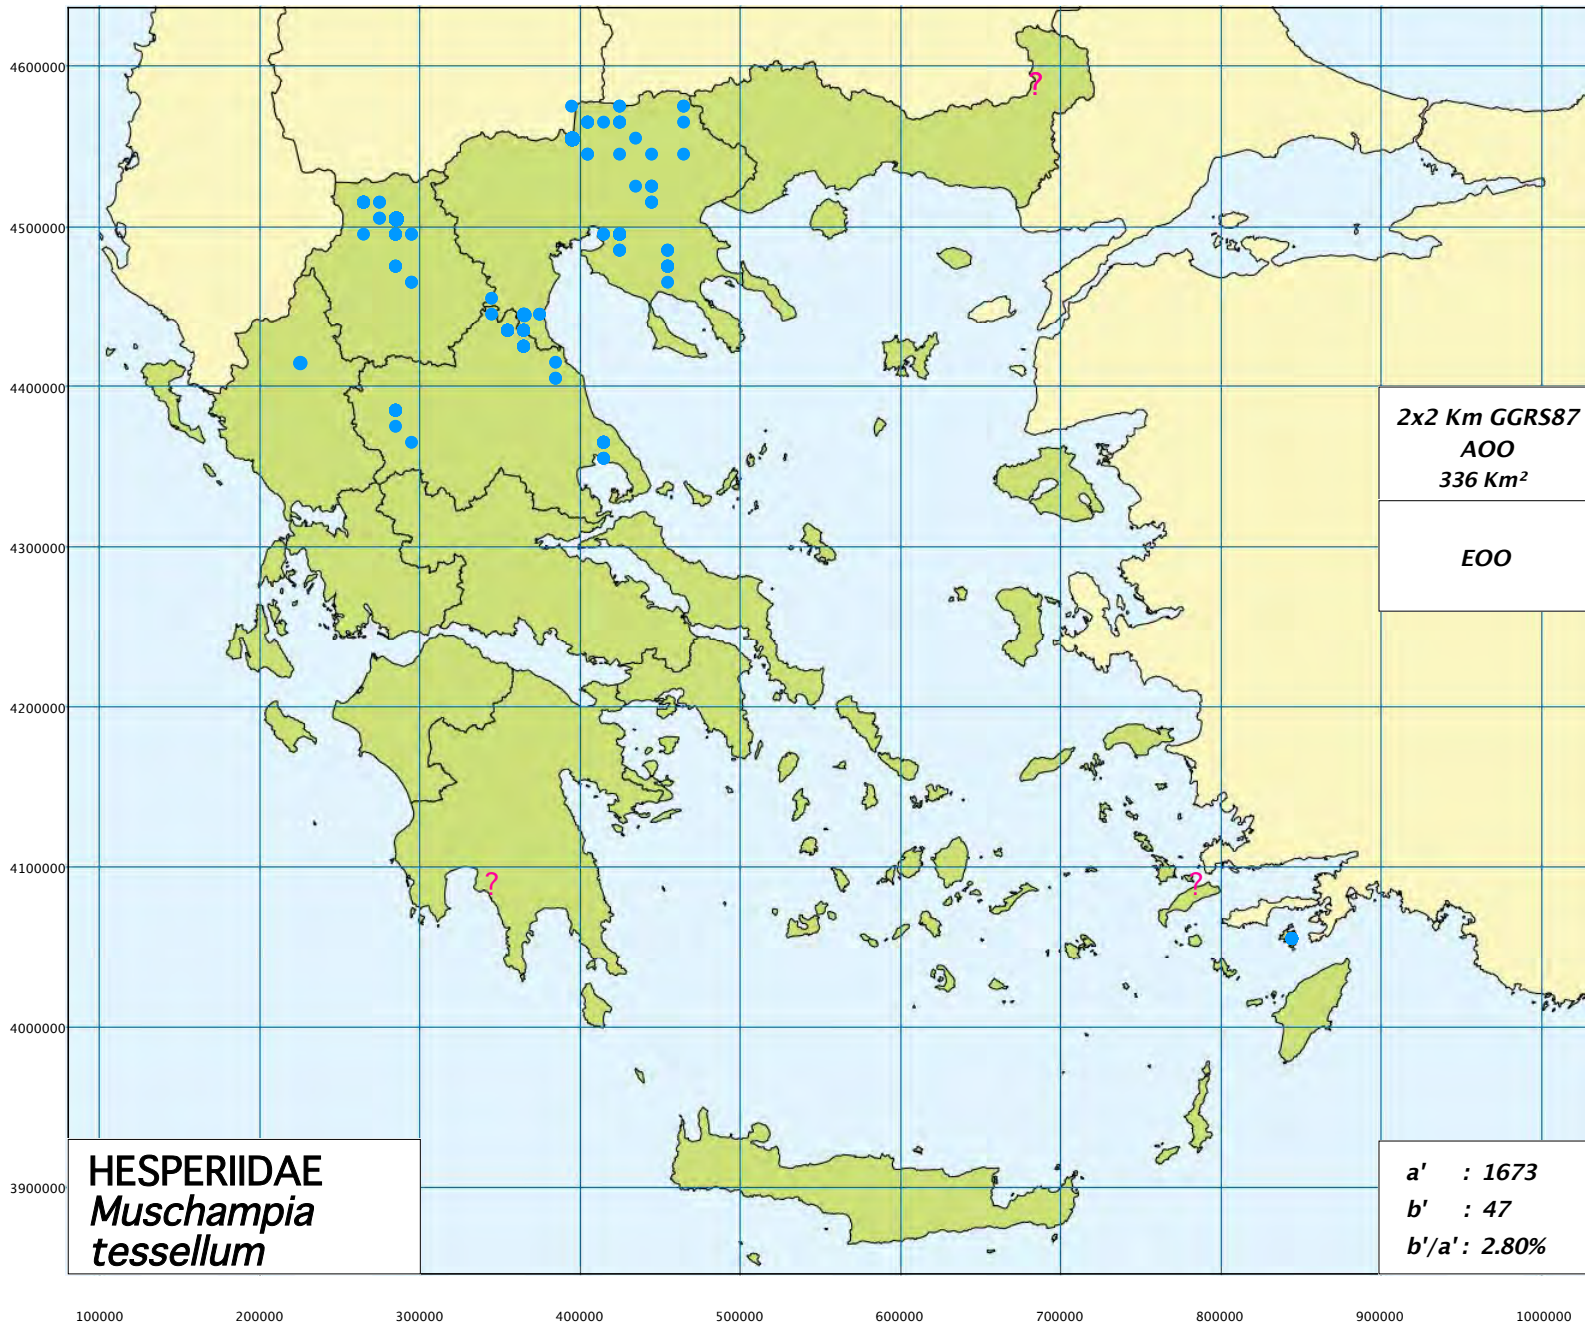 4600000
4500000
4400000
4300000
4200000
4100000
4000000
3900000
?
?
?
2x2 Km GGRS87
AOO
336 Km²
EOO
HESPERIIDAE
Muschampia
tessellum
a' : 1673
b' : 47
b'/a' : 2.80%
100000 200000 300000 400000 500000 600000 700000 800000 900000 1000000